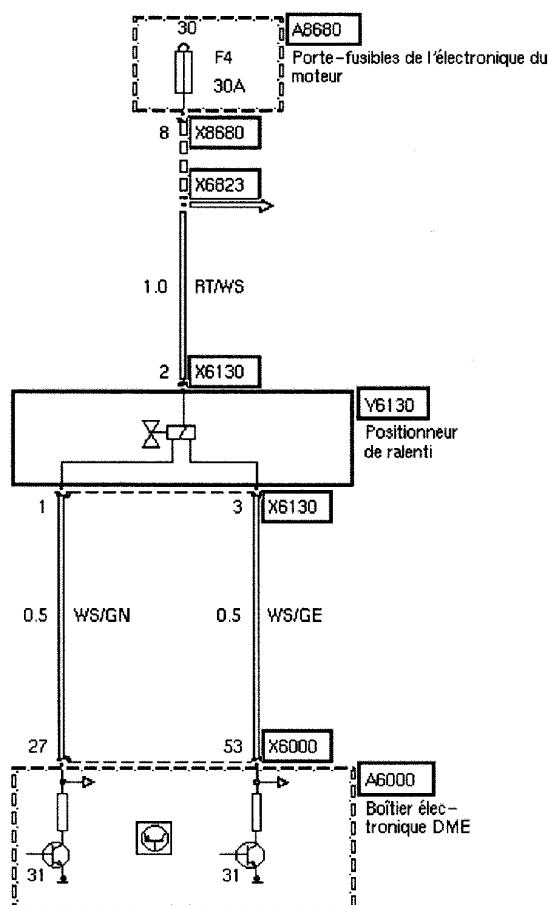 30
A8680
F4
30A
Porte-fusibles de l'électronique du
moteur
8
X8680
X6823
1.0
RT/WS
2
X6130
Y6130
Positionneur
de ralenti
1
3
X6130
0.5
WS/GN
0.5
WS/GE
27
53
X6000
A6000
Boîtier élec-
tronique DME
31
31